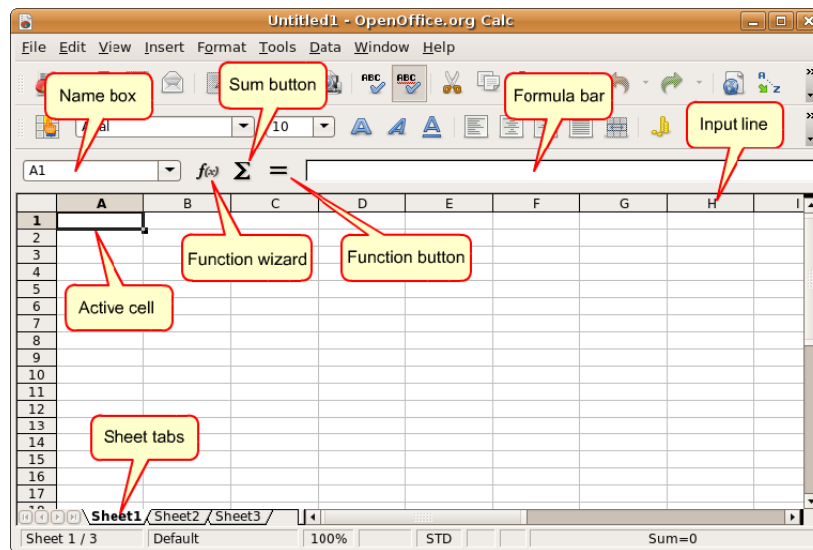 Untitled1 - OpenOffice.org Calc
File Edit View Insert Format Tools Data Window Help
Name box
Sum button
ABC
ABC
Formula bar
Input line
10
A1
f(x) Σ =
A B C D E F G H I
1
2
3
4
5
6
7
8
9
10
11
12
13
14
15
16
17
Function wizard
Function button
Active cell
Sheet tabs
Sheet1 Sheet2 Sheet3
Sheet 1 / 3 Default 100% STD Sum=0